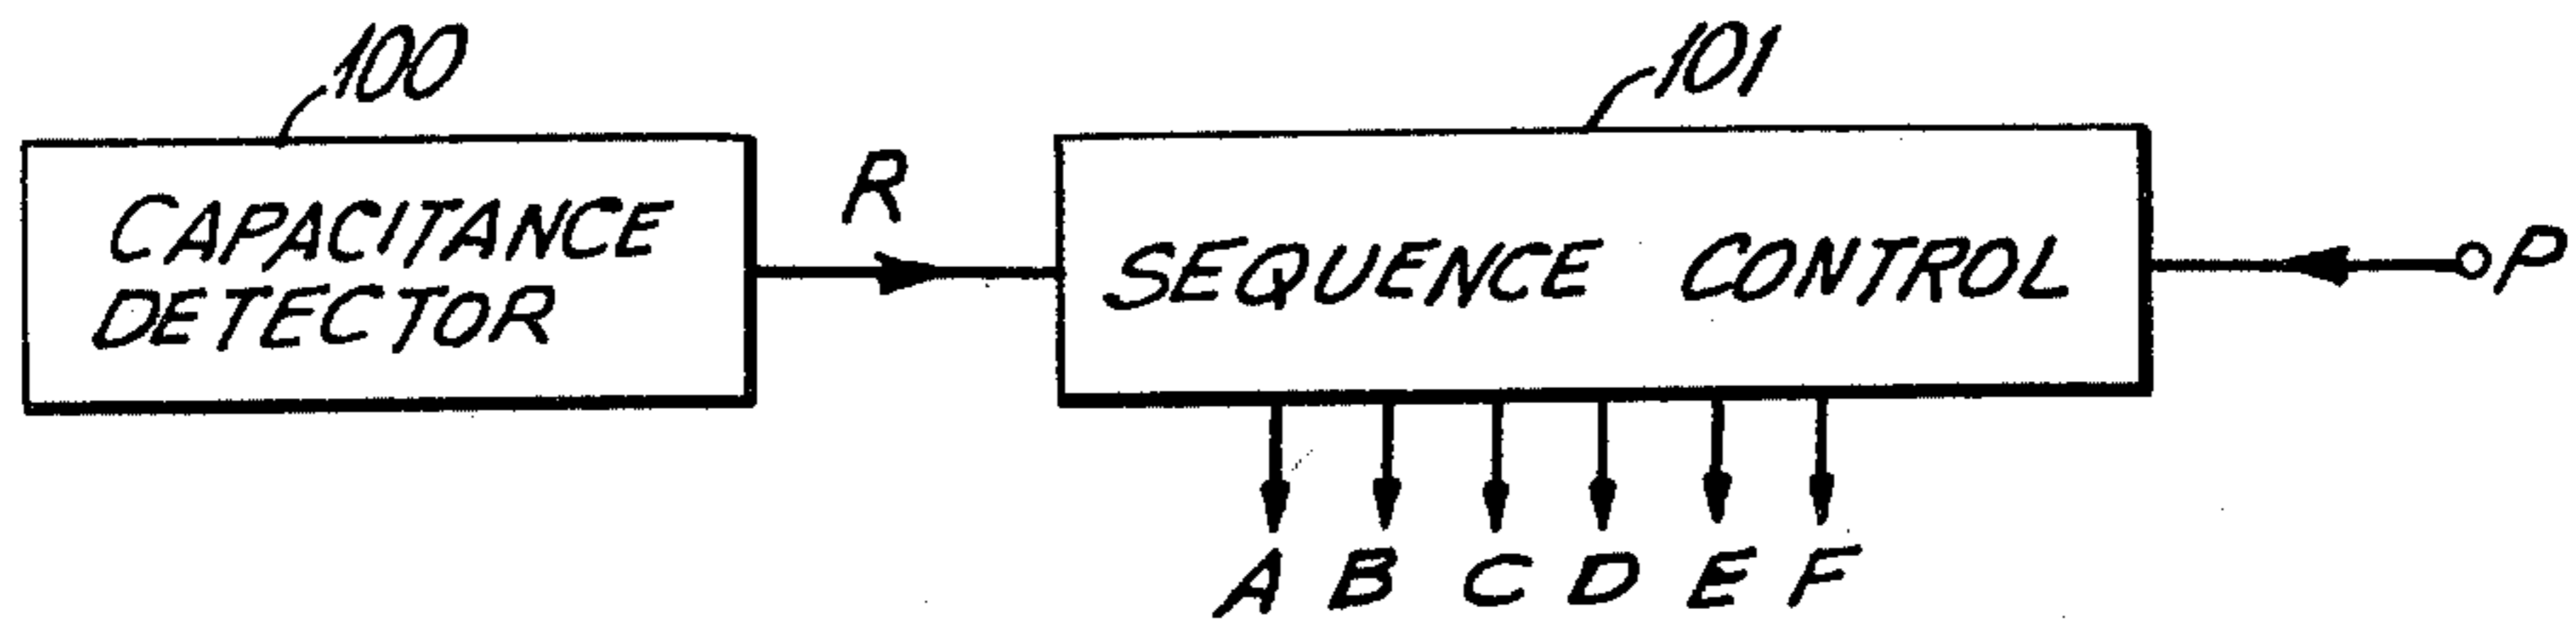 100
101
CAPACITANCE
DETECTOR
R
SEQUENCE CONTROL
P
A B C D E F